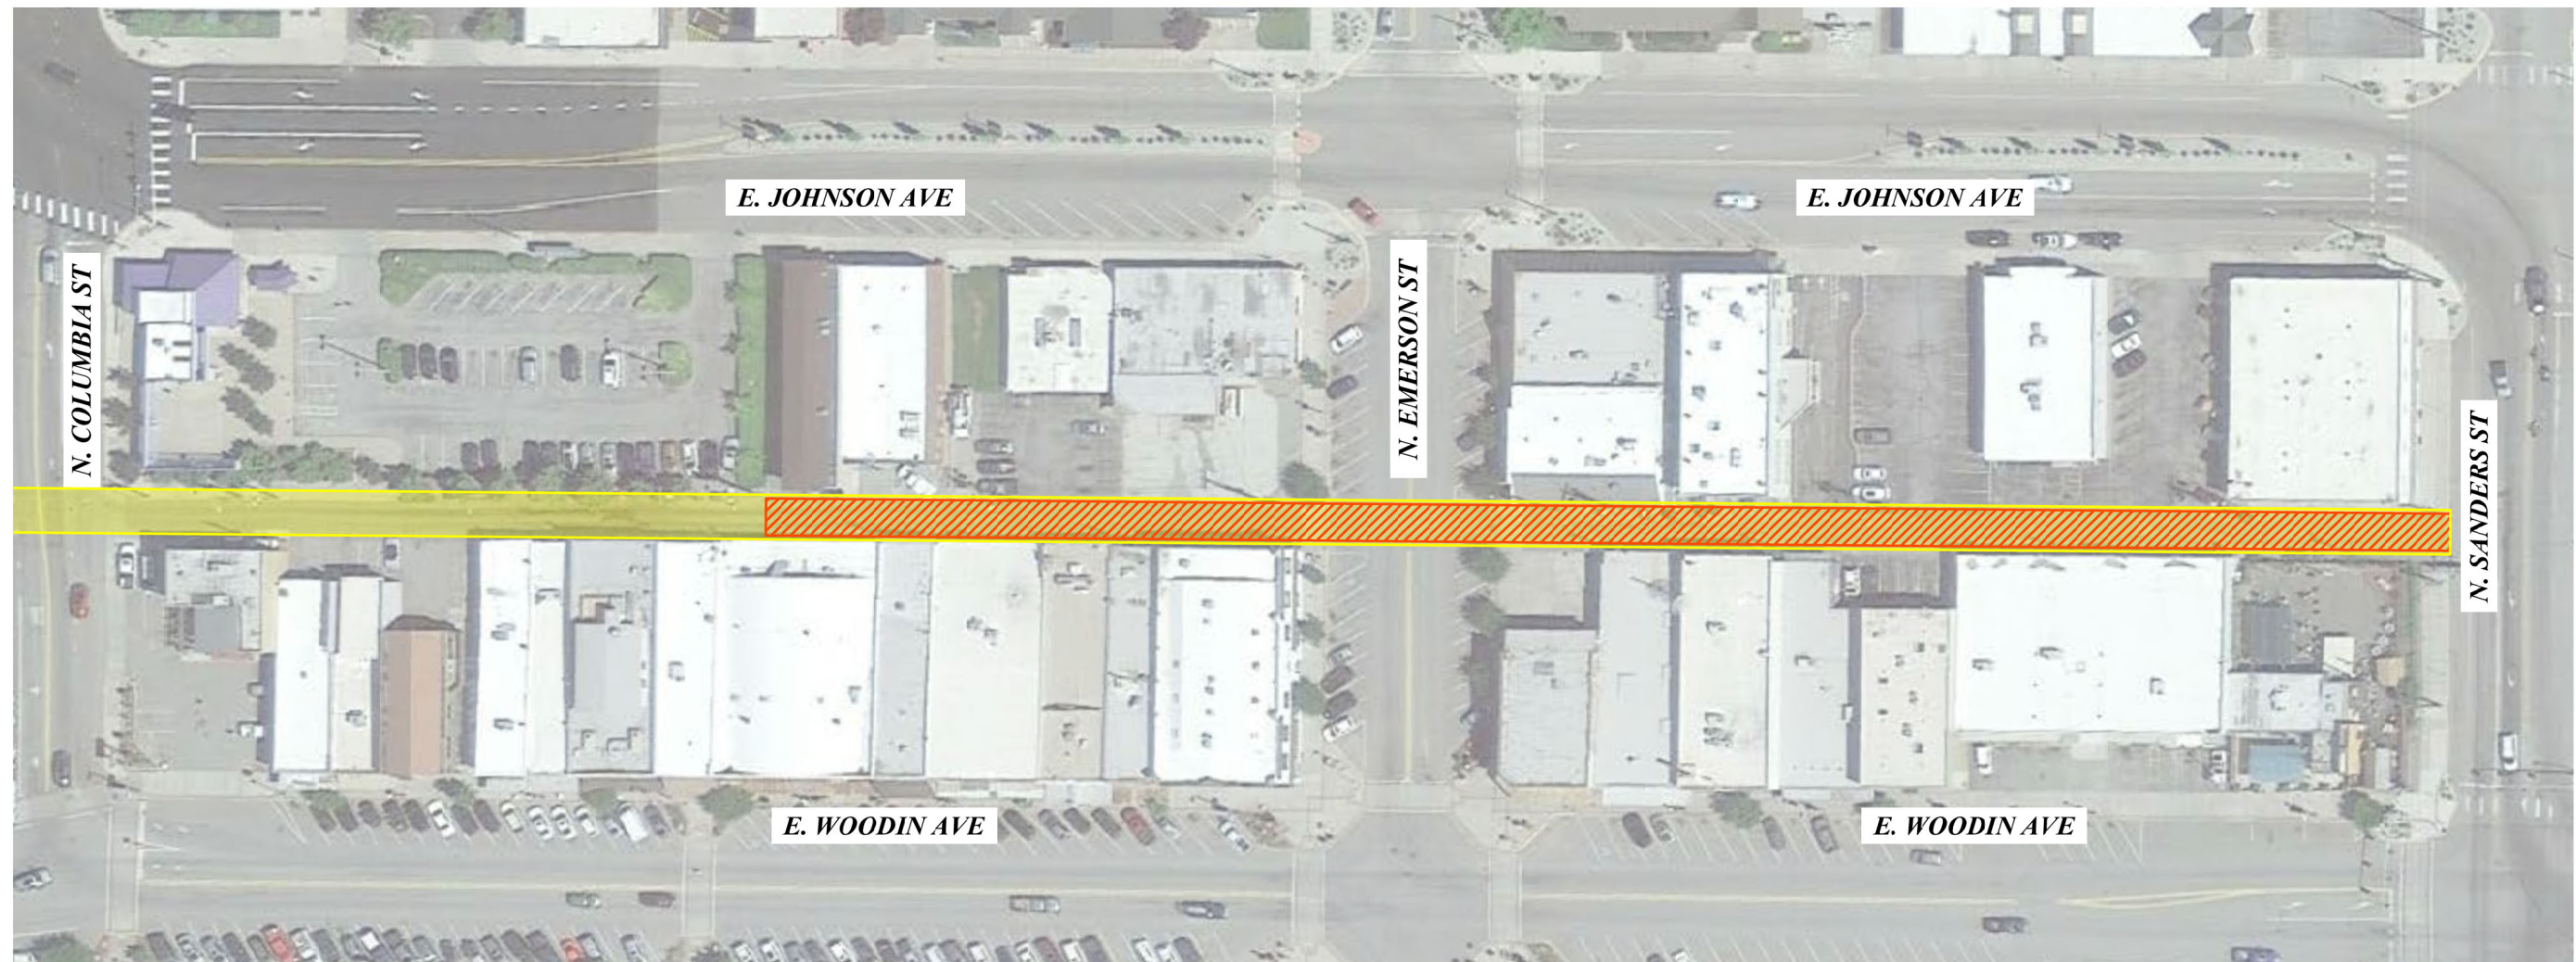 E. JOHNSON AVE
E. JOHNSON AVE
N. COLUMBIA ST
N. EMERSON ST
N. SANDERS ST
E. WOODIN AVE
E. WOODIN AVE